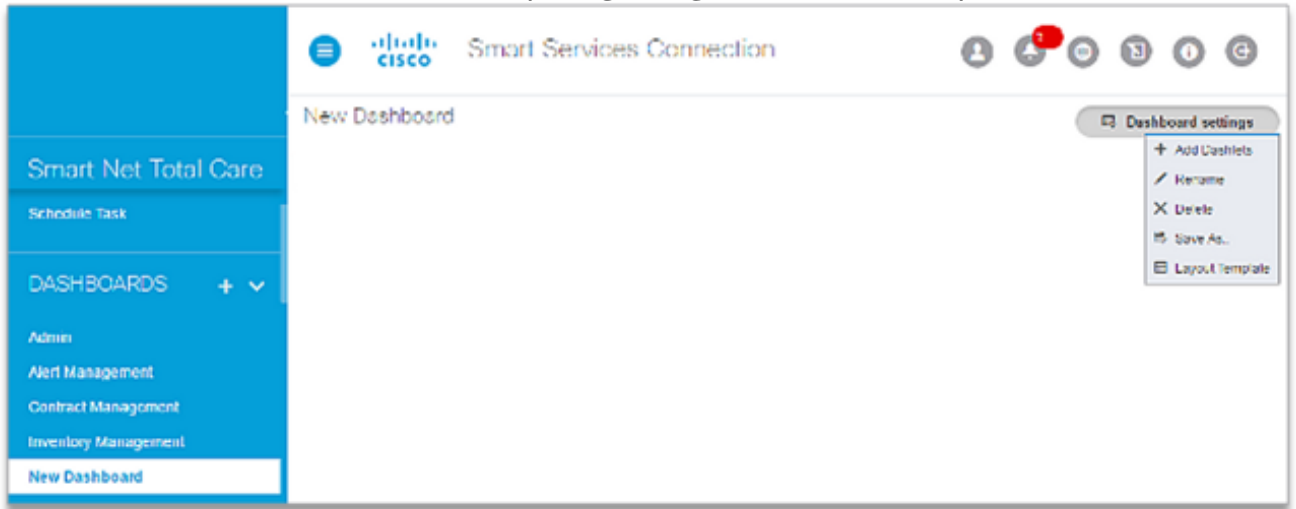 CISCO
Smart Services Connection
New Dashboard
Dashboard settings
+ Add Dashlets
Rename
Delete
Save As..
Layout Template
Smart Net Total Care
Schedule Task
DASHBOARDS + 
Admin
Alert Management
Contract Management
Inventory Management
New Dashboard